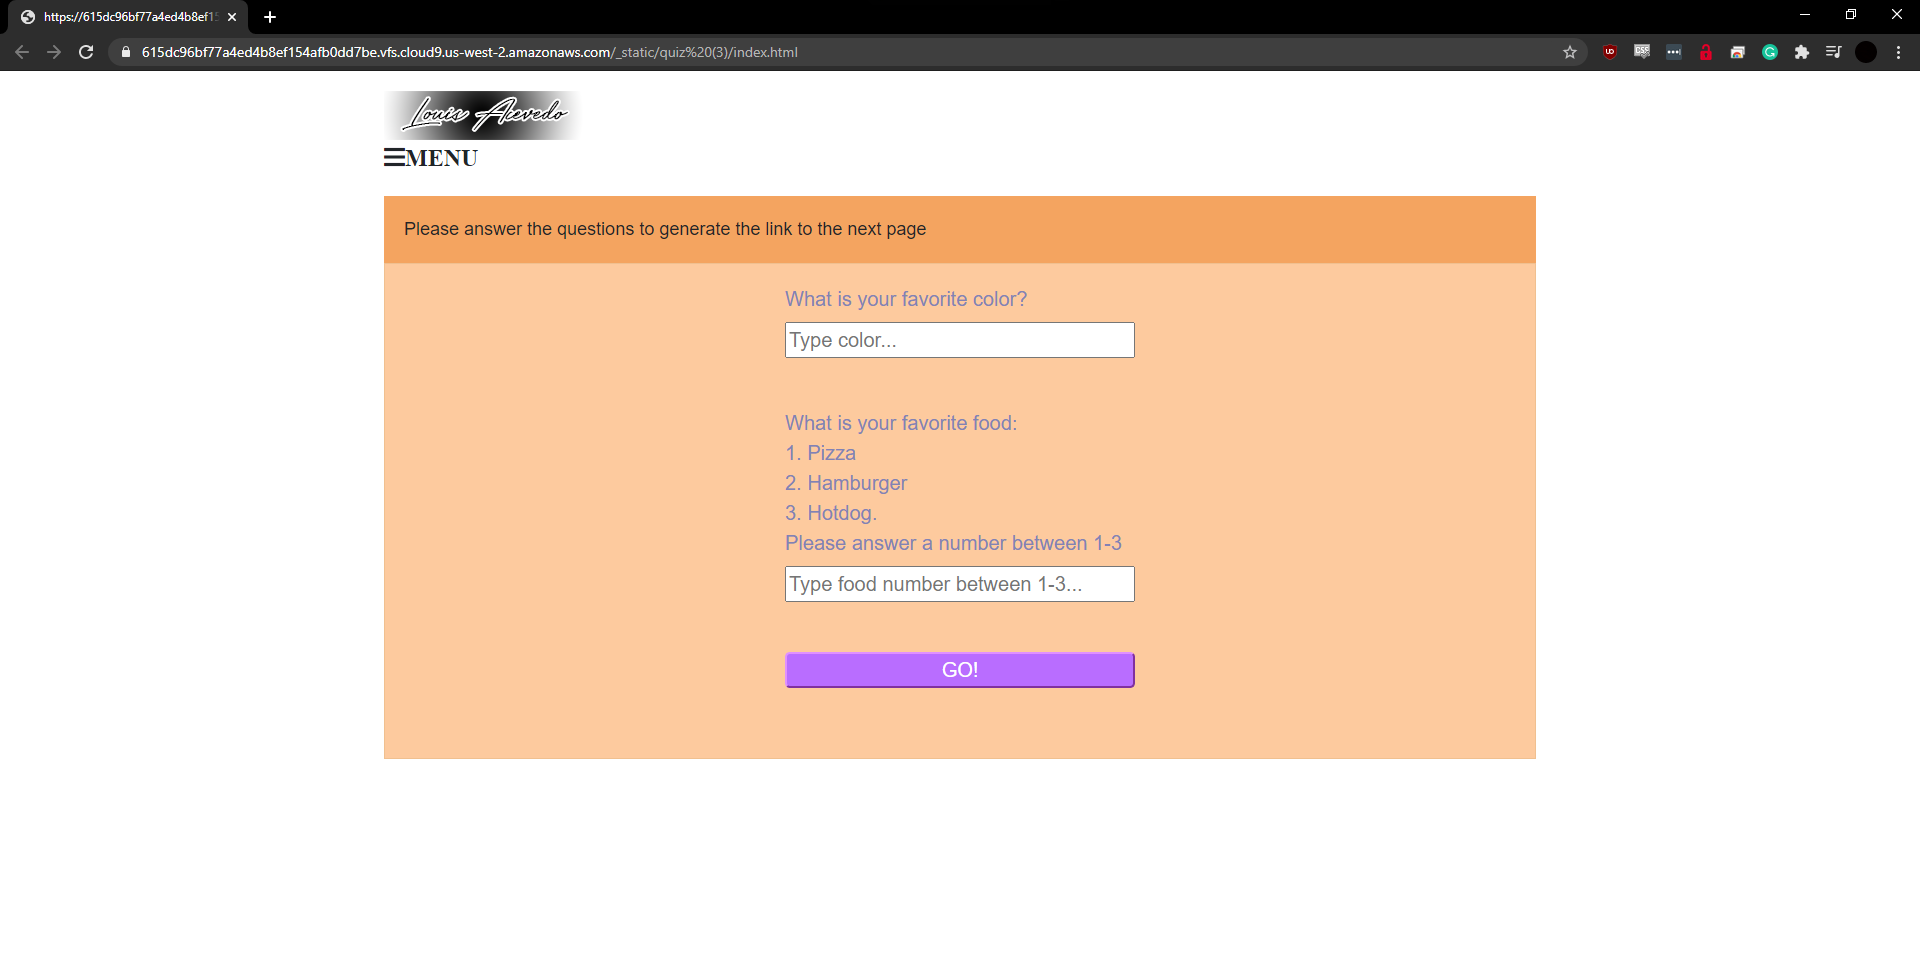 https://615dc96bf77a4ed4b8ef15
615dc96bf77a4ed4b8ef154afb0dd7be.vfs.cloud9.us-west-2.amazonaws.com/_static/quiz%20(3)/index.html
Louis Acevedo
MENU
Please answer the questions to generate the link to the next page
What is your favorite color?
Type color...
What is your favorite food:
1. Pizza
2. Hamburger
3. Hotdog.
Please answer a number between 1-3
Type food number between 1-3...
GO!